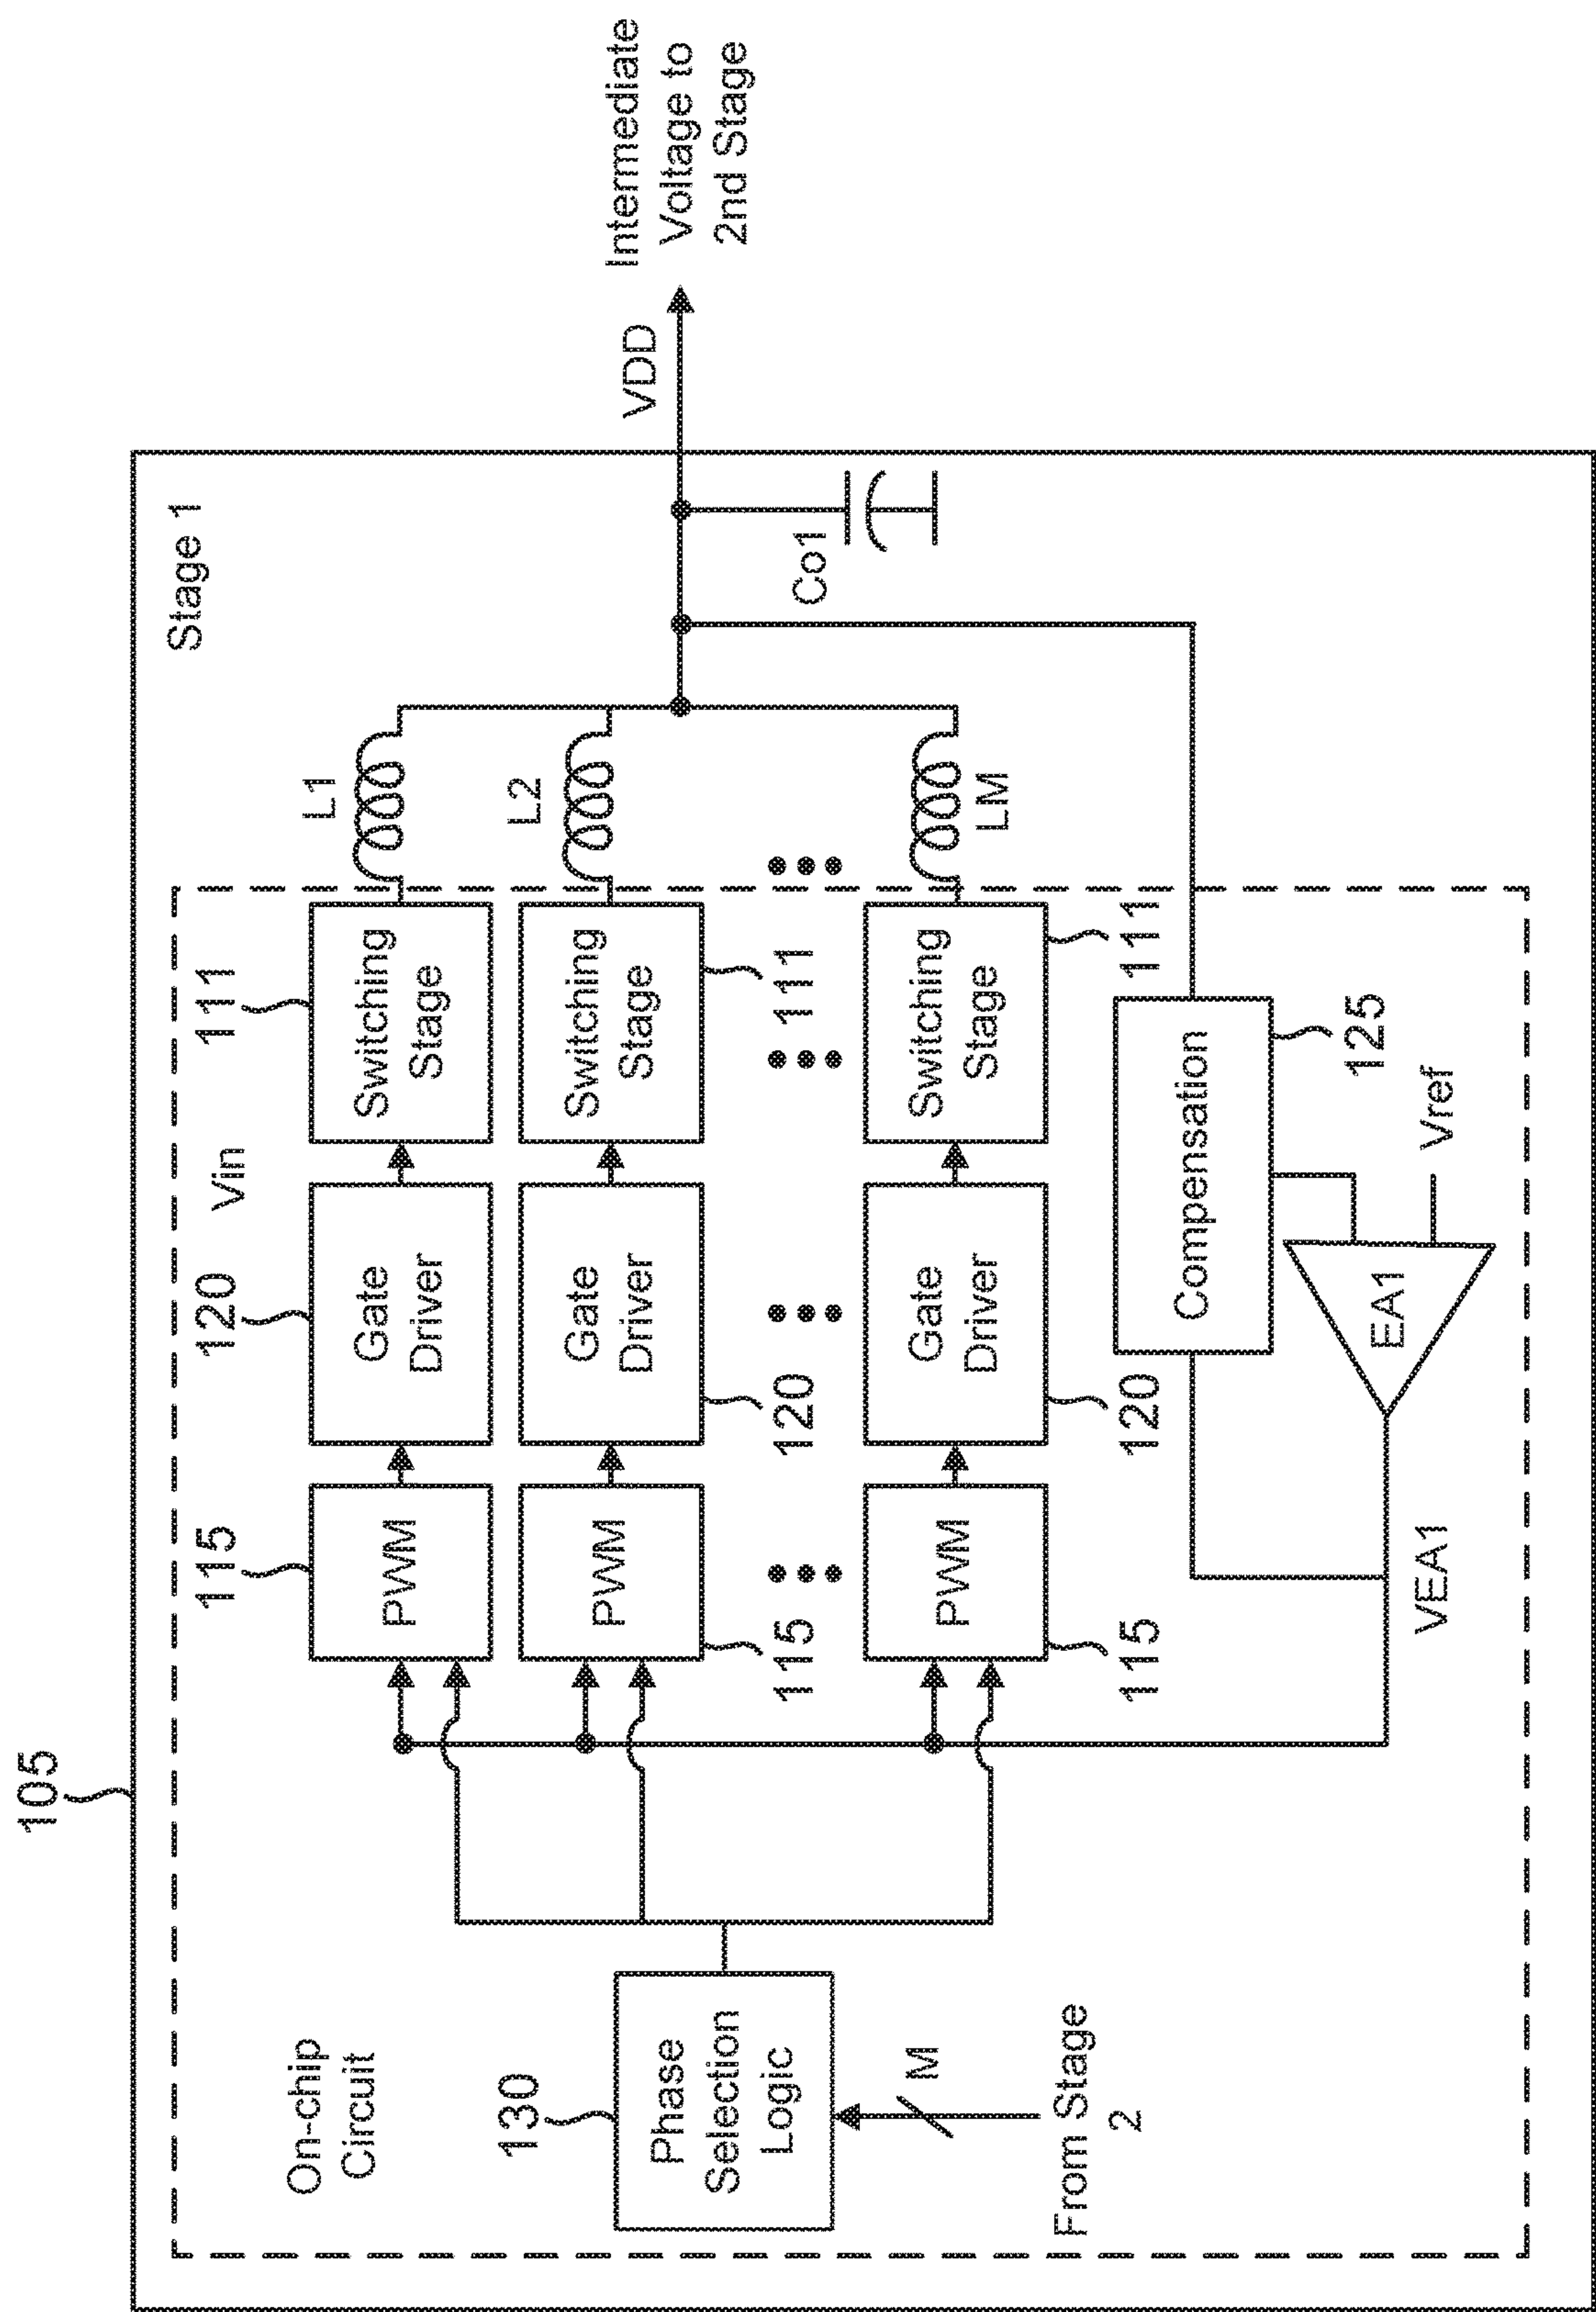 105
Stage 1
On-chip
Circuit
115
120
Vin
111
L1
PWM
Gate
Driver
Switching
Stage
L2
PWM
Gate
Driver
Switching
Stage
115
120
111
130
Phase
Selection
Logic
M
From Stage
2
LM
PWM
Gate
Driver
Switching
Stage
115
120
111
Compensation
125
EA1
Vref
VEA1
Co1
VDD
Intermediate
Voltage to
2nd Stage